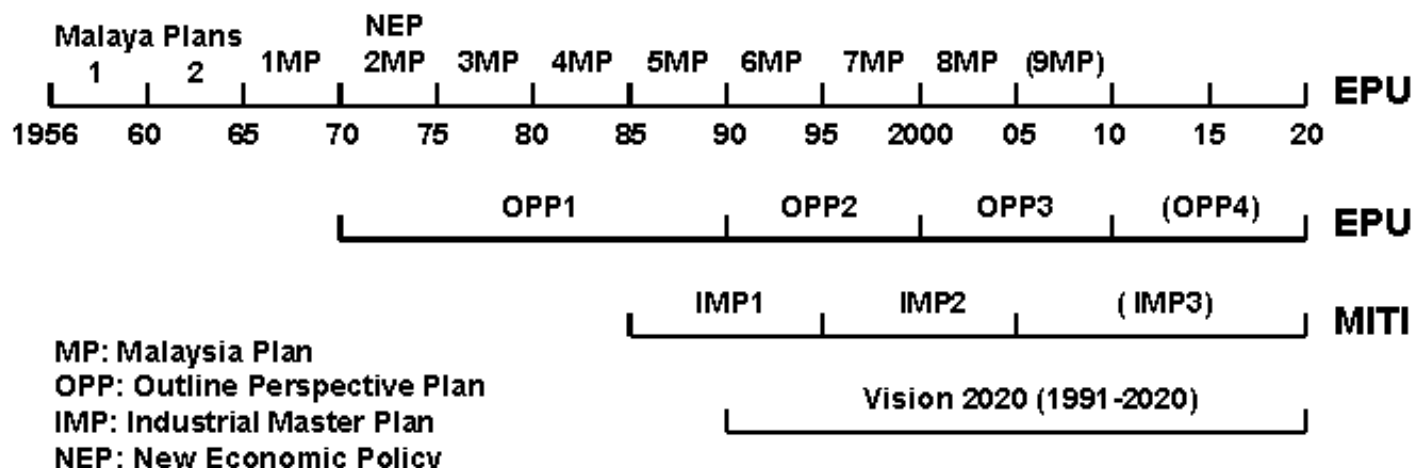 Malaya Plans NEP
1 2 1MP 2MP 3MP 4MP 5MP 6MP 7MP 8MP (9MP) EPU
1956 60 65 70 75 80 85 90 95 2000 05 10 15 20
OPP1 OPP2 OPP3 (OPP4) EPU
IMP1 IMP2 ( IMP3) MITI
MP: Malaysia Plan
OPP: Outline Perspective Plan
IMP: Industrial Master Plan
NEP: New Economic Policy
Vision 2020 (1991-2020)